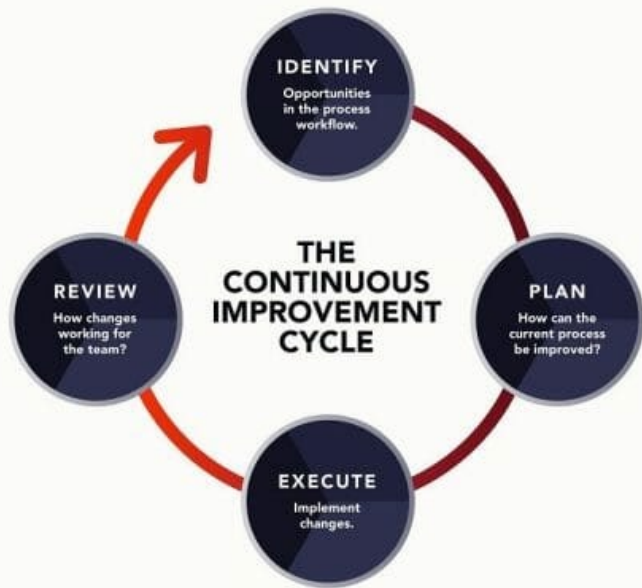 IDENTIFY
Opportunities
in the process
workflow.
THE
CONTINUOUS
IMPROVEMENT
CYCLE
PLAN
How can the
current process
be improved?
EXECUTE
Implement
changes.
REVIEW
How changes
working for
the team?